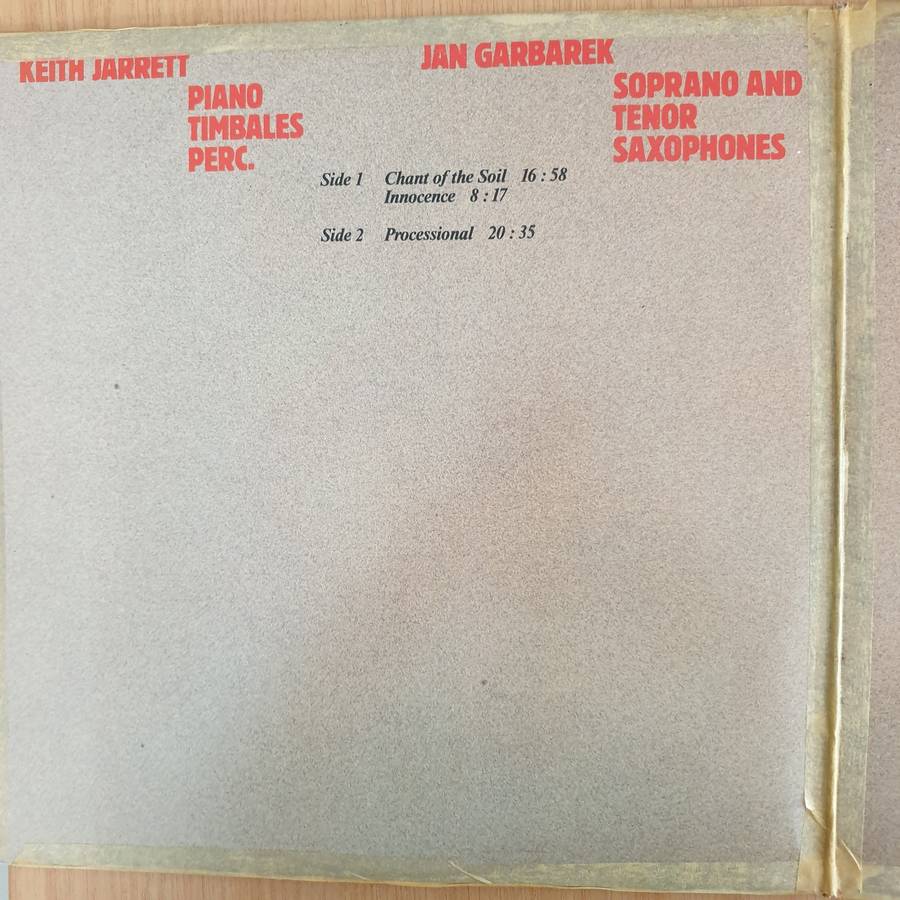 KEITH JARRETT
PIANO
TIMBALES
PERC.
JAN GARBAREK
SOPRANO AND
TENOR
SAXOPHONES
Side 1 Chant of the Soil 16 : 58
Innocence 8 : 17
Side 2 Processional 20 : 35